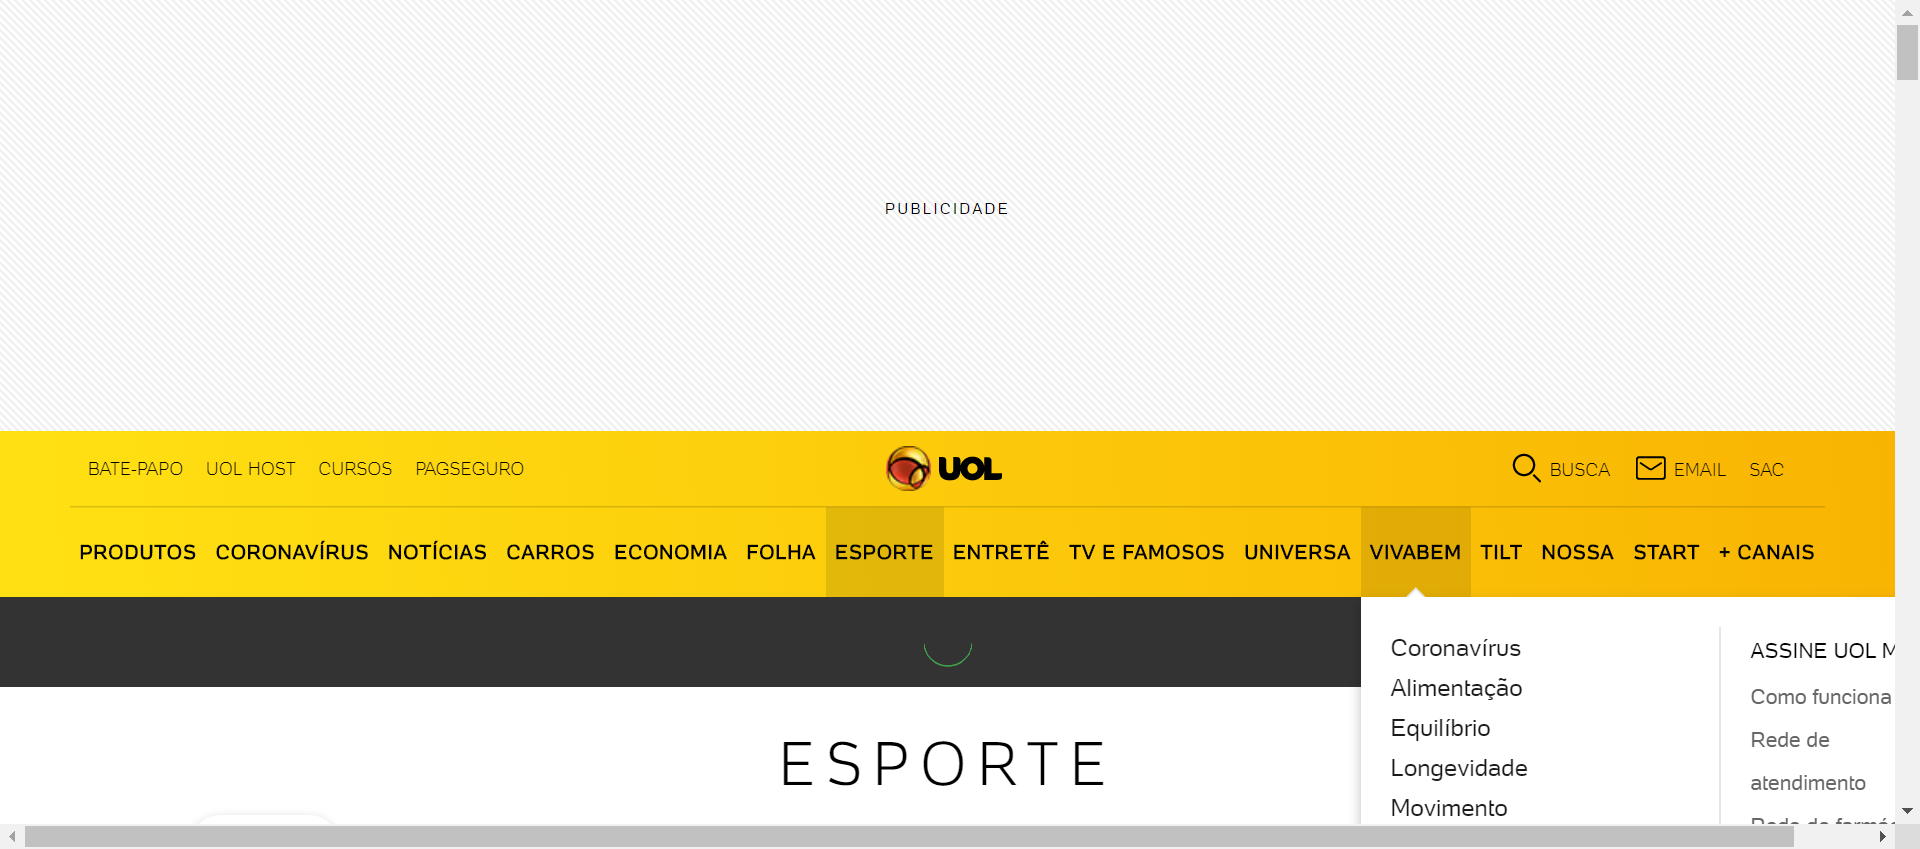 PUBLICIDADE
BATE-PAPO UOL HOST CURSOS PAGSEGURO UOL BUSCA EMAIL SAC
PRODUTOS CORONAVÍRUS NOTÍCIAS CARROS ECONOMIA FOLHA ESPORTE ENTRETÊ TV E FAMOSOS UNIVERSA VIVABEM TILT NOSSA START + CANAIS
ESPORTE
Coronavírus
Alimentação
Equilíbrio
Longevidade
Movimento
ASSINE UOL
Como funciona
Rede de
atendimento